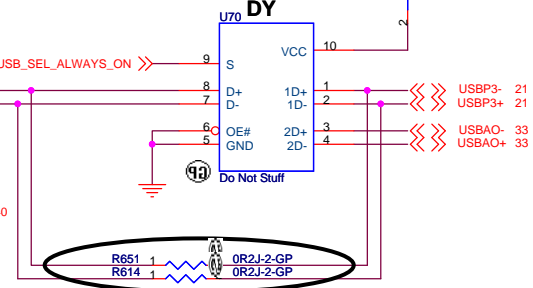 DY
U70
2
USB_SEL_ALWAYS_ON
9 S
VCC 10
8 D+
1D+ 1
USBP3- 21
7 D-
1D- 2
USBP3+ 21
6 OE#
2D+ 3
USBAO- 33
5 GND
2D- 4
USBAO+ 33
GP
Do Not Stuff
0
R651 1 0R2J-2-GP
R614 1 0R2J-2-GP